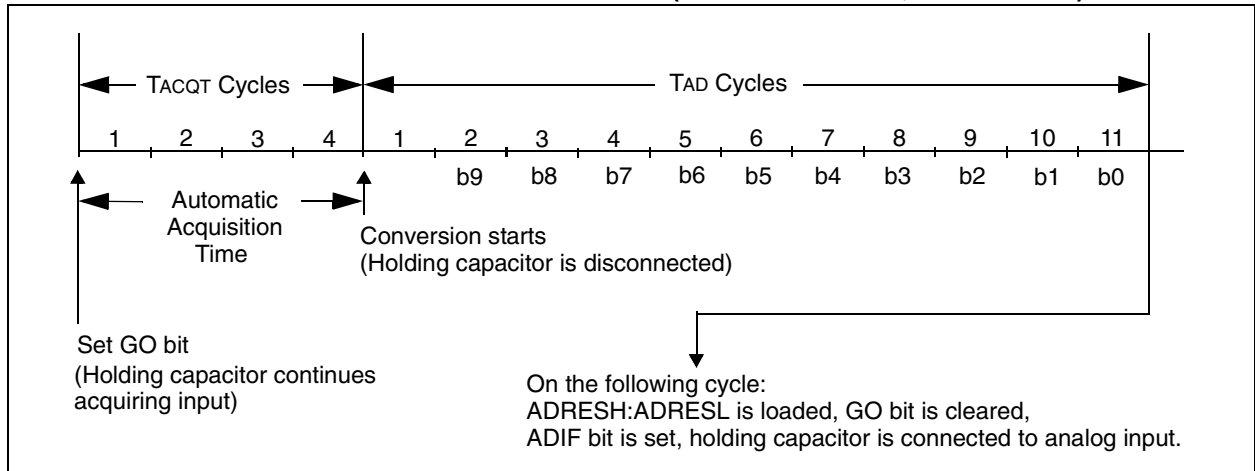 TACQT Cycles
TAD Cycles
1 2 3 4 1 2 3 4 5 6 7 8 9 10 11
b9 b8 b7 b6 b5 b4 b3 b2 b1 b0
Automatic
Acquisition
Time
Conversion starts
(Holding capacitor is disconnected)
Set GO bit
(Holding capacitor continues
acquiring input)
On the following cycle:
ADRESH:ADRESL is loaded, GO bit is cleared,
ADIF bit is set, holding capacitor is connected to analog input.